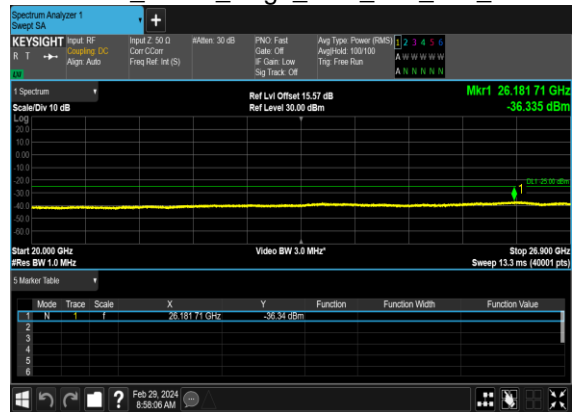 Spectrum Analyzer 1
Swept SA
+
KEYSIGHT
R T
Input: RF
Coupling: DC
Align: Auto
Input Z: 50 Ω
Corr CCorr
Freq Ref: Int (S)
#Atten: 30 dB
PNO: Fast
Gate: Off
IF Gain: Low
Sig Track: Off
Avg Type: Power (RMS)
Avg|Hold: 100/100
Trig: Free Run
1 2 3 4 5 6
A W W W W W
A N N N N N
1 Spectrum
Scale/Div 10 dB
Ref Lvl Offset 15.57 dB
Ref Level 30.00 dBm
Mkr1 26.181 71 GHz
-36.335 dBm
Log
20.0
10.0
0.00
-10.0
-20.0
-30.0
-40.0
-50.0
-60.0
DL1 -25.00 dBm
1
Start 20.000 GHz
#Res BW 1.0 MHz
Video BW 3.0 MHz*
Stop 26.900 GHz
Sweep 13.3 ms (40001 pts)
5 Marker Table
Mode Trace Scale X Y Function Function Width Function Value
1 N 1 f 26.181 71 GHz -36.34 dBm
2
3
4
5
6
?
Feb 29, 2024
8:58:06 AM